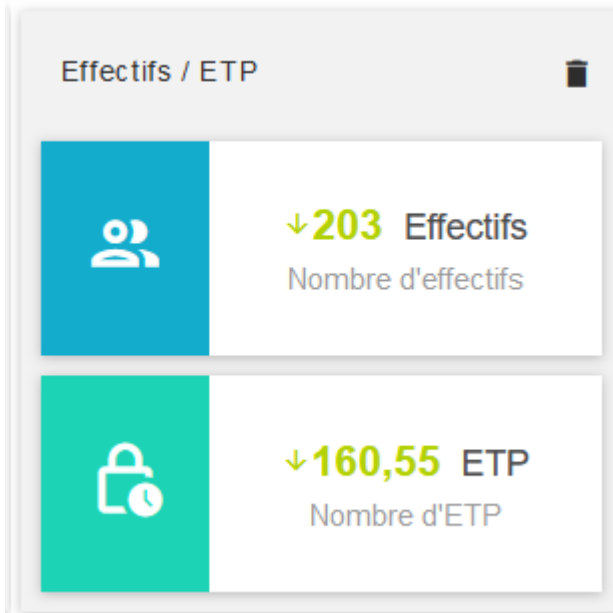 Effectifs / ETP
↓203 Effectifs
Nombre d'effectifs
↓160,55 ETP
Nombre d'ETP